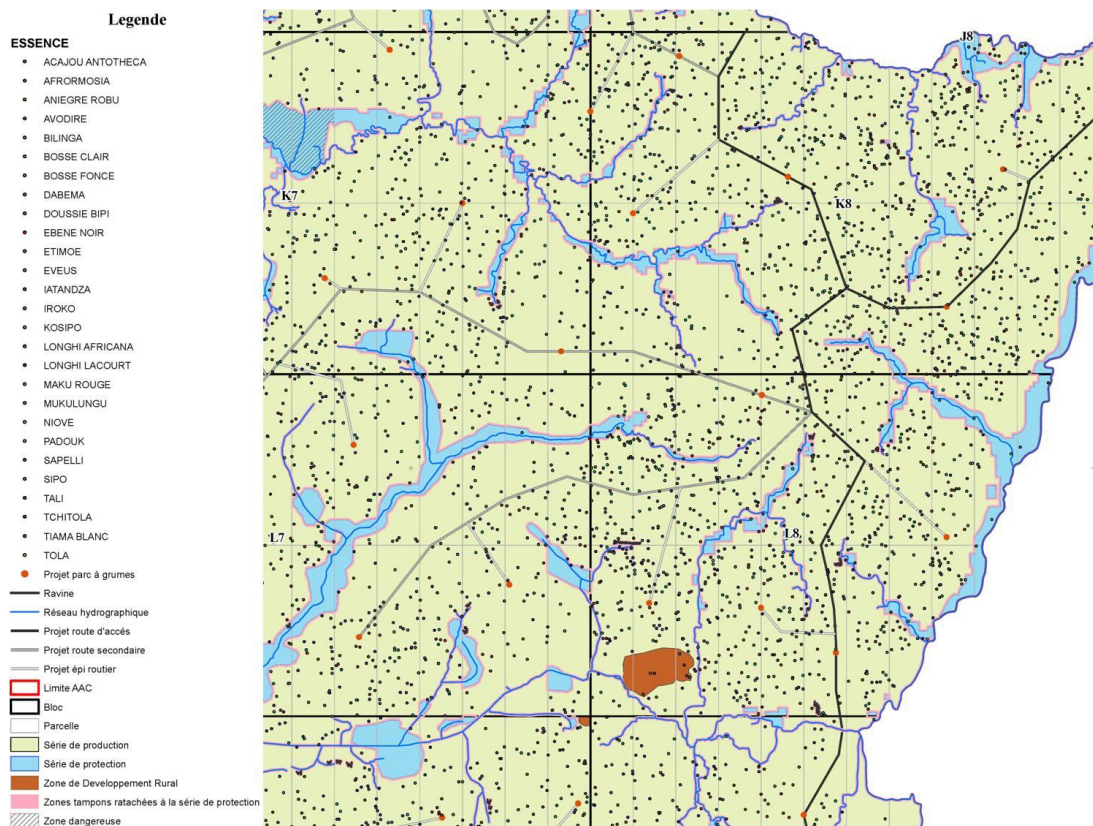 Legende
ESSENCE
ACAJOU ANTOTHECA
AFRORMOSIA
ANIEGRE ROBU
AVODIRE
BILINGA
BOSSE CLAIR
BOSSE FONCE
DABEMA
DOUSSIE BIPI
EBENE NOIR
ETIMOE
EVEUS
IATANDZA
IROKO
KOSIPO
LONGHI AFRICANA
LONGHI LACOURT
MAKU ROUGE
MUKULUNGU
NIOVE
PADOUK
SAPELLI
SIPO
TALI
TCHITOLA
TIAMA BLANC
TOLA
Projet parc à grumes
Ravine
Réseau hydrographique
Projet route d'accés
Projet route secondaire
Projet épi routier
Limite AAC
Bloc
Parcelle
Série de production
Série de protection
Zone de Developpement Rural
Zones tampons ratachées à la série de protection
Zone dangereuse
J8
K7
K8
L7
L8